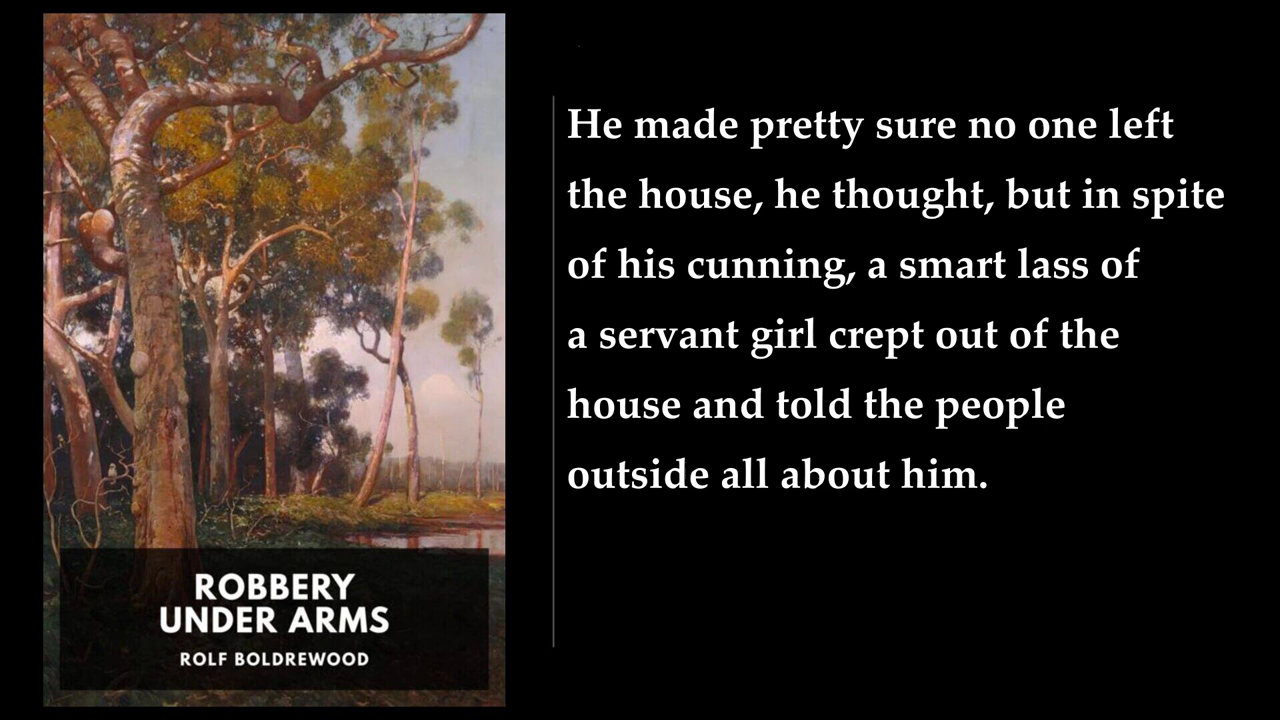 He made pretty sure no one left
the house, he thought, but in spite
of his cunning, a smart lass of
a servant girl crept out of the
house and told the people
outside all about him.
ROBBERY
UNDER ARMS
ROLF BOLDREWOOD